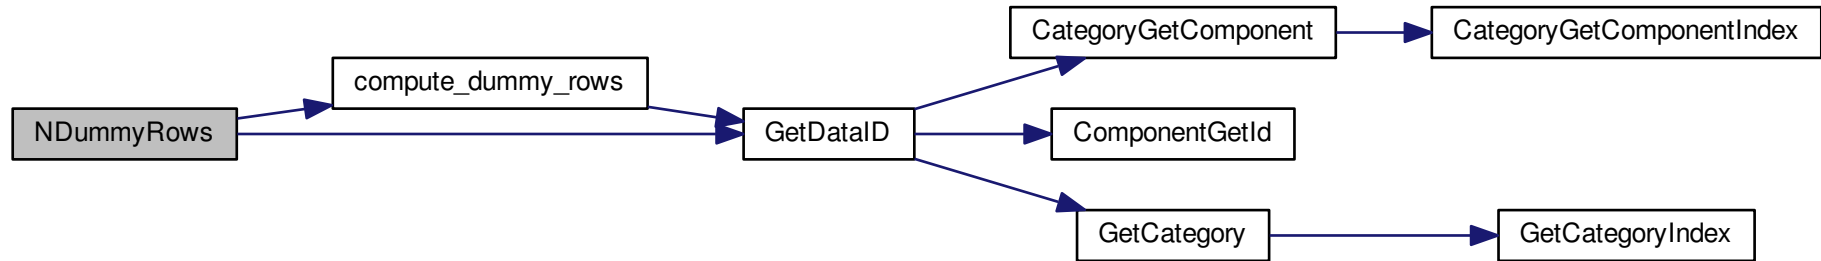 NDummyRows
compute_dummy_rows
GetDataID
CategoryGetComponent
CategoryGetComponentIndex
ComponentGetId
GetCategory
GetCategoryIndex